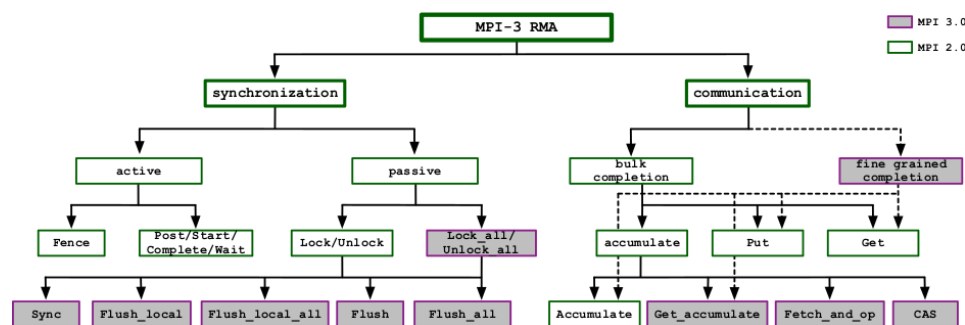 MPI-3 RMA
MPI 3.0
MPI 2.0
synchronization
communication
active
passive
bulk
completion
fine grained
completion
Fence
Post/Start/
Complete/Wait
Lock/Unlock
Lock_all/
Unlock_all
accumulate
Put
Get
Sync
Flush_local
Flush_local_all
Flush
Flush_all
Accumulate
Get_accumulate
Fetch_and_op
CAS